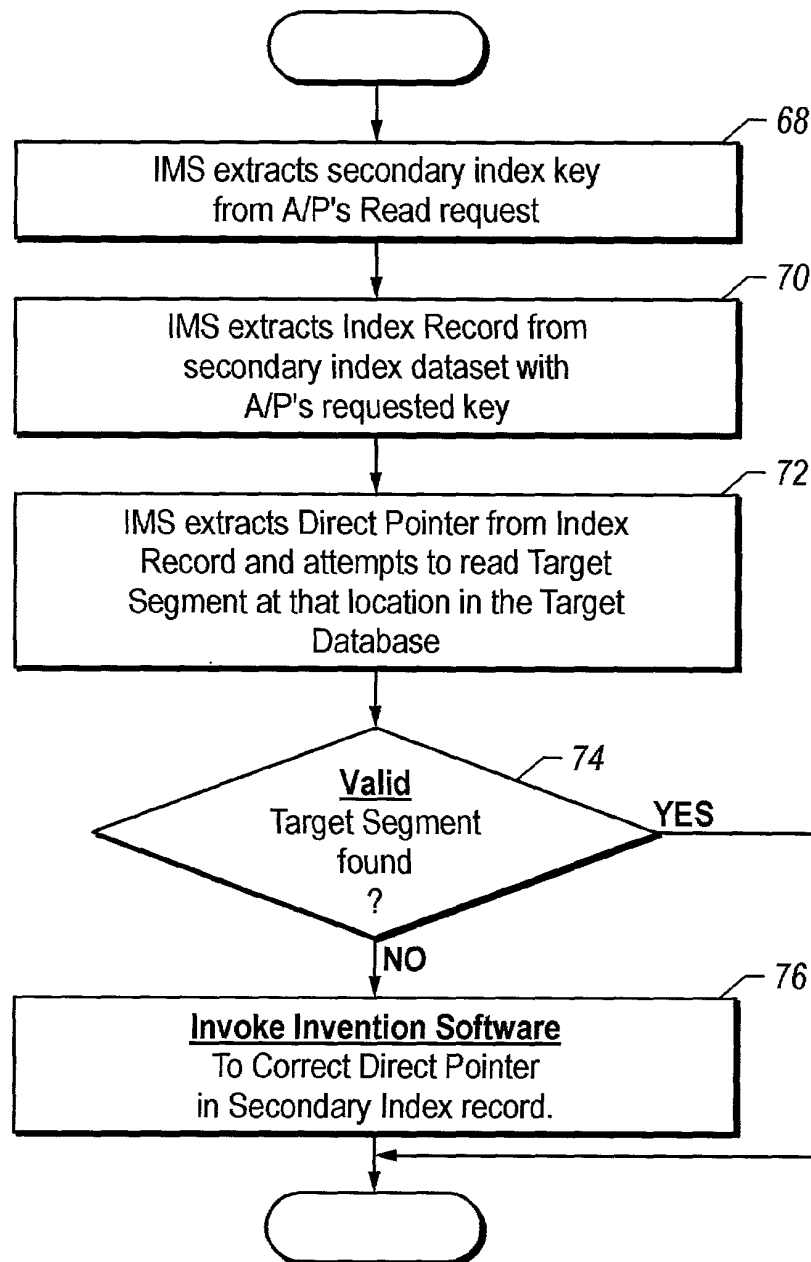 68
IMS extracts secondary index key
from A/P's Read request
70
IMS extracts Index Record from
secondary index dataset with
A/P's requested key
72
IMS extracts Direct Pointer from Index
Record and attempts to read Target
Segment at that location in the Target
Database
74
Valid
Target Segment
found
?
YES
NO
76
Invoke Invention Software
To Correct Direct Pointer
in Secondary Index record.